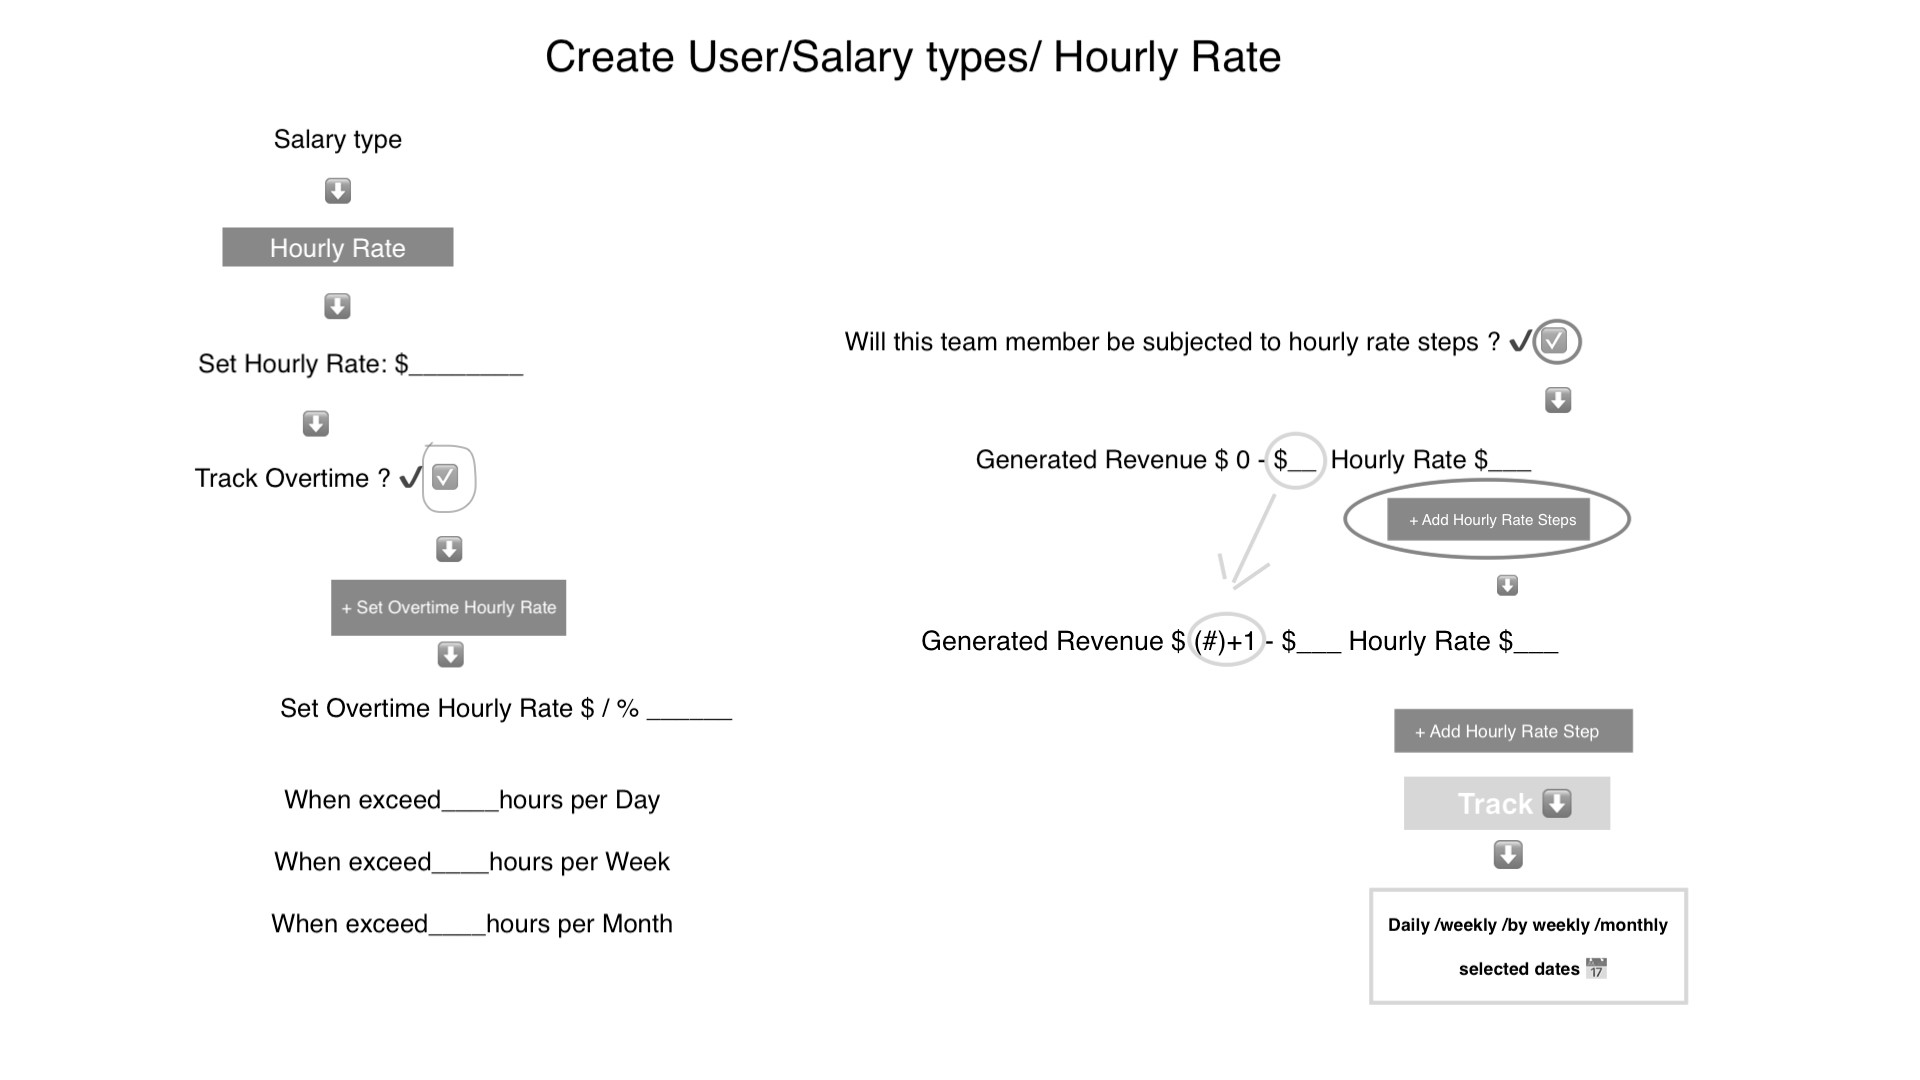 Create User/Salary types/ Hourly Rate
Salary type
Hourly Rate
Set Hourly Rate: $________
Track Overtime ? ✔
+ Set Overtime Hourly Rate
Set Overtime Hourly Rate $ / % ______
When exceed____hours per Day
When exceed____hours per Week
When exceed____hours per Month
Will this team member be subjected to hourly rate steps ? ✔
Generated Revenue $ 0 - $__ Hourly Rate $___
+ Add Hourly Rate Steps
Generated Revenue $ (#)+1 - $___ Hourly Rate $___
+ Add Hourly Rate Step
Track
Daily /weekly /by weekly /monthly
selected dates 17